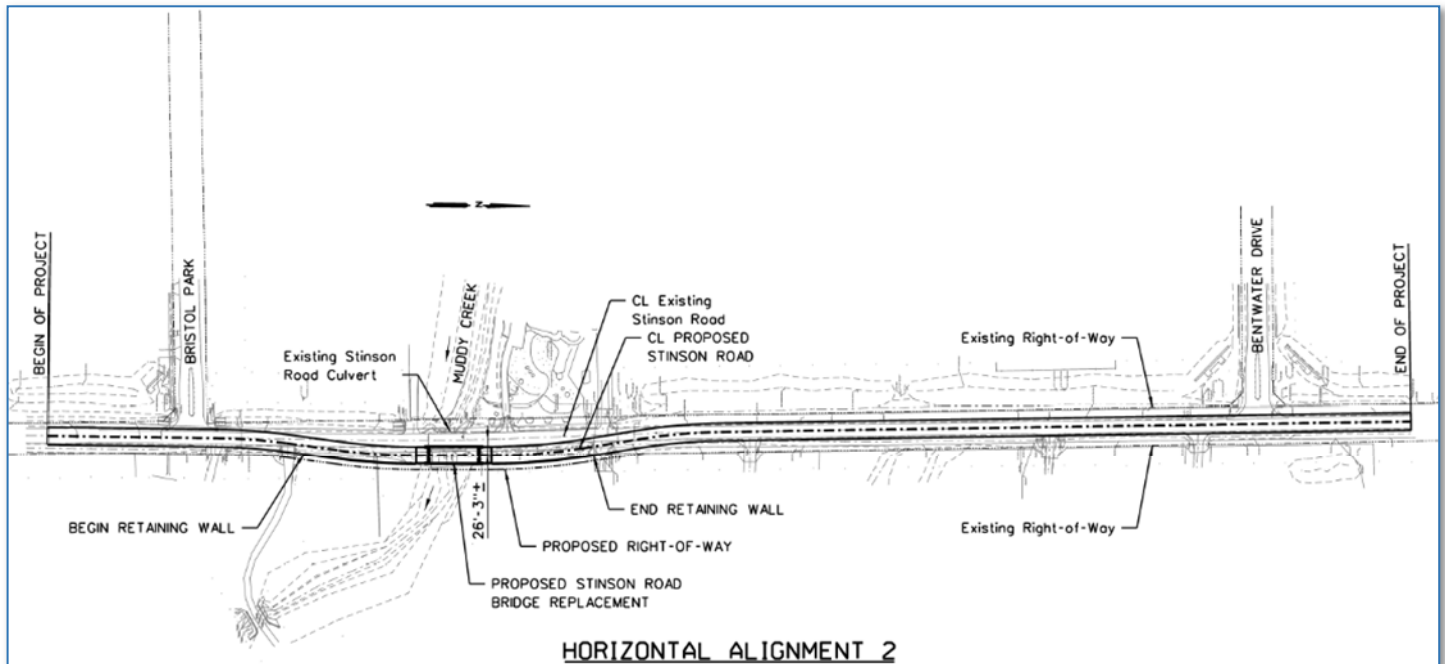 BEGIN OF PROJECT
BRISTOL PARK
N
MUDDY CREEK
Existing Stinson
Road Culvert
CL Existing
Stinson Road
CL PROPOSED
STINSON ROAD
Existing Right-of-Way
BENTWATER DRIVE
END OF PROJECT
BEGIN RETAINING WALL
26'-3"±
END RETAINING WALL
PROPOSED RIGHT-OF-WAY
PROPOSED STINSON ROAD
BRIDGE REPLACEMENT
Existing Right-of-Way
HORIZONTAL ALIGNMENT 2